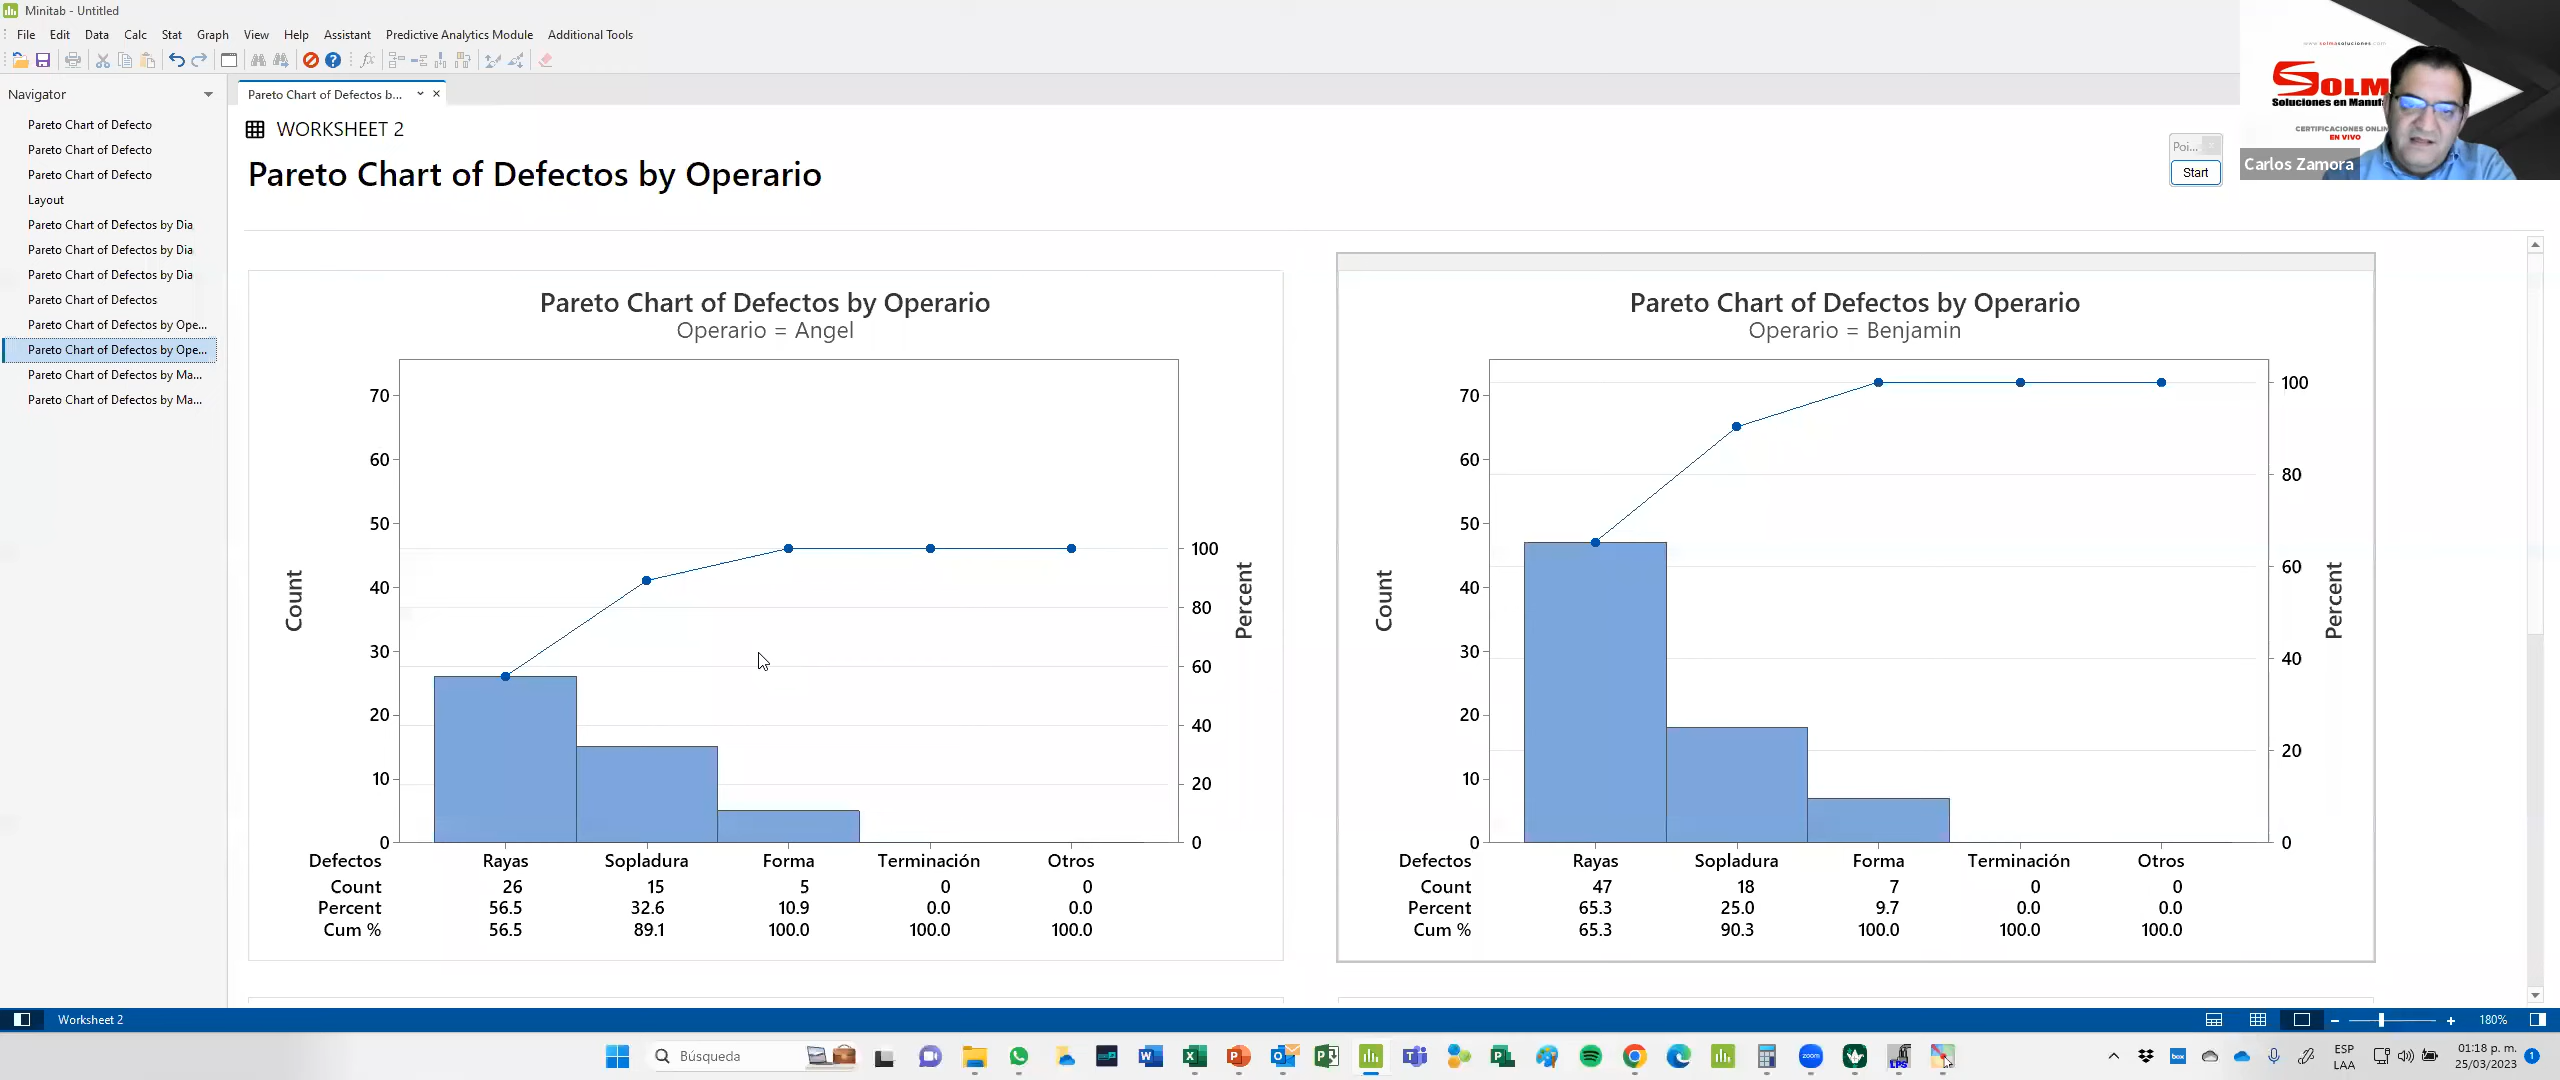 Minitab - Untitled
File Edit Data Calc Stat Graph View Help Assistant Predictive Analytics Module Additional Tools
Navigator
Pareto Chart of Defecto
Pareto Chart of Defecto
Pareto Chart of Defecto
Layout
Pareto Chart of Defectos by Dia
Pareto Chart of Defectos by Dia
Pareto Chart of Defectos by Dia
Pareto Chart of Defectos
Pareto Chart of Defectos by Ope...
Pareto Chart of Defectos by Ope...
Pareto Chart of Defectos by Ma...
Pareto Chart of Defectos by Ma...
Pareto Chart of Defectos b...
WORKSHEET 2
Pareto Chart of Defectos by Operario
Poi...
Start
www.solmasoluciones.com
SOLM
Soluciones en Manuf
CERTIFICACIONES ONLIN
EN VIVO
Carlos Zamora
Pareto Chart of Defectos by Operario
Operario = Angel
Count
70
60
50
40
30
20
10
0
Percent
100
80
60
40
20
0
Defectos Rayas Sopladura Forma Terminación Otros
Count 26 15 5 0 0
Percent 56.5 32.6 10.9 0.0 0.0
Cum % 56.5 89.1 100.0 100.0 100.0
Pareto Chart of Defectos by Operario
Operario = Benjamin
Count
70
60
50
40
30
20
10
0
Percent
100
80
60
40
20
0
Defectos Rayas Sopladura Forma Terminación Otros
Count 47 18 7 0 0
Percent 65.3 25.0 9.7 0.0 0.0
Cum % 65.3 90.3 100.0 100.0 100.0
Worksheet 2
180%
Búsqueda
ESP
LAA
01:18 p. m.
25/03/2023
1